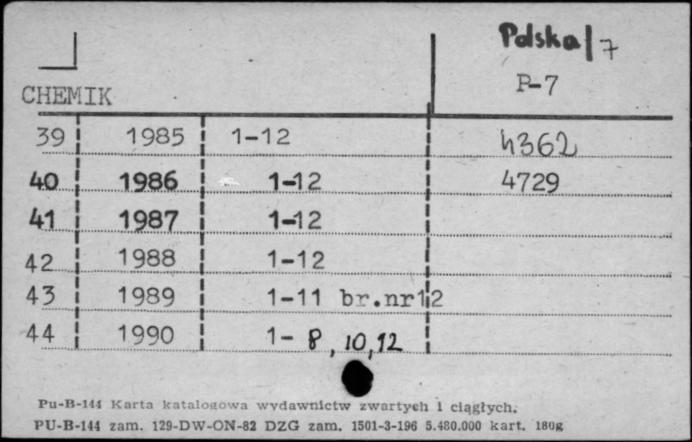 Polska/7
P-7
CHEMIK
39 1985 1-12 4362
40 1986 1-12 4729
41 1987 1-12
42 1988 1-12
43 1989 1-11 br.nr12
44 1990 1- 8, 10, 12
Pu-B-144 Karta katalogowa wydawnictw zwartych i ciągłych.
PU-B-144 zam. 129-DW-ON-82 DZG zam. 1501-3-196 5.480.000 kart. 180g